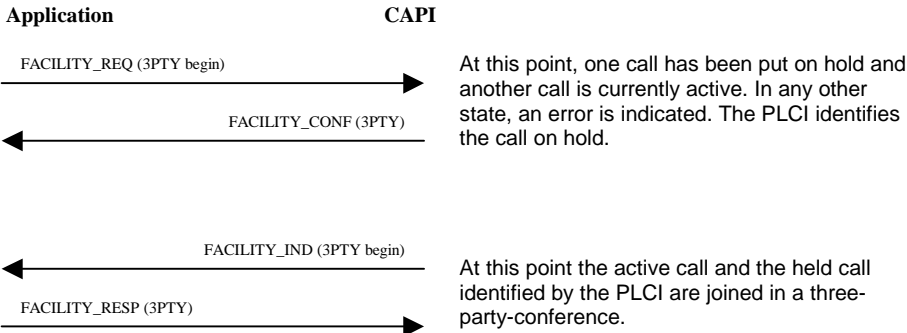 Application CAPI
FACILITY_REQ (3PTY begin)
At this point, one call has been put on hold and
another call is currently active. In any other
state, an error is indicated. The PLCI identifies
the call on hold.
FACILITY_CONF (3PTY)
FACILITY_IND (3PTY begin)
At this point the active call and the held call
identified by the PLCI are joined in a three-
party-conference.
FACILITY_RESP (3PTY)